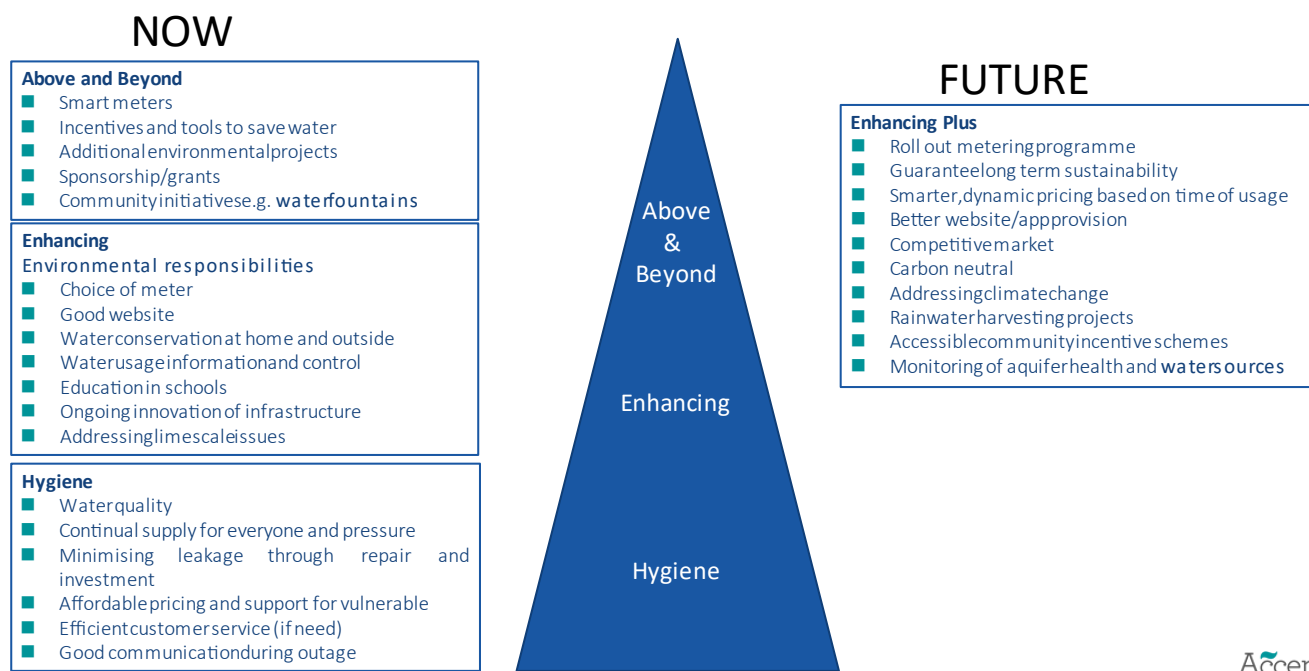 NOW
Above and Beyond
Smart meters
Incentives and tools to save water
Additional environmental projects
Sponsorship/grants
Community initiatives e.g. water fountains
Enhancing
Environmental responsibilities
Choice of meter
Good website
Water conservation at home and outside
Water usage information and control
Education in schools
Ongoing innovation of infrastructure
Addressing limescale issues
Hygiene
Water quality
Continual supply for everyone and pressure
Minimising leakage through repair and
investment
Affordable pricing and support for vulnerable
Efficient customer service (if need)
Good communication during outage
Above
&
Beyond
Enhancing
Hygiene
FUTURE
Enhancing Plus
Roll out metering programme
Guarantee long term sustainability
Smarter, dynamic pricing based on time of usage
Better website/app provision
Competitive market
Carbon neutral
Addressing climate change
Rainwater harvesting projects
Accessible community incentive schemes
Monitoring of aquifer health and water sources